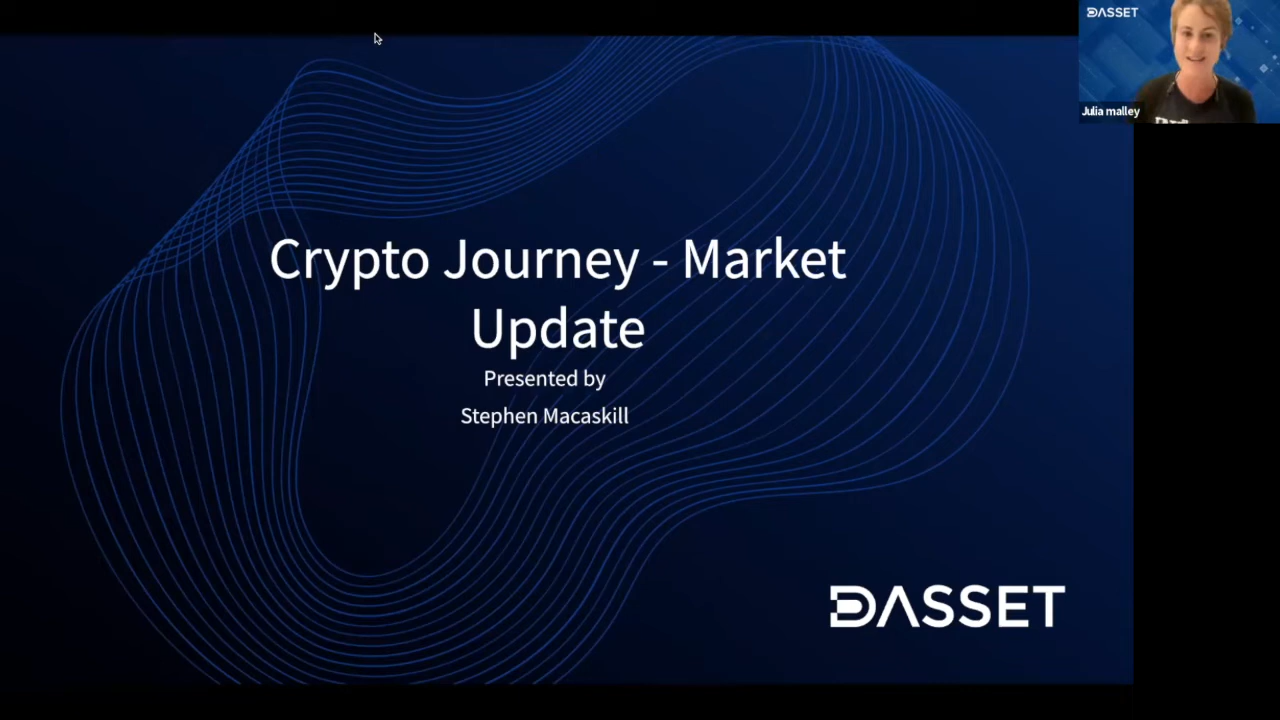 DASSET
Julia malley
Crypto Journey - Market
Update
Presented by
Stephen Macaskill
DASSET